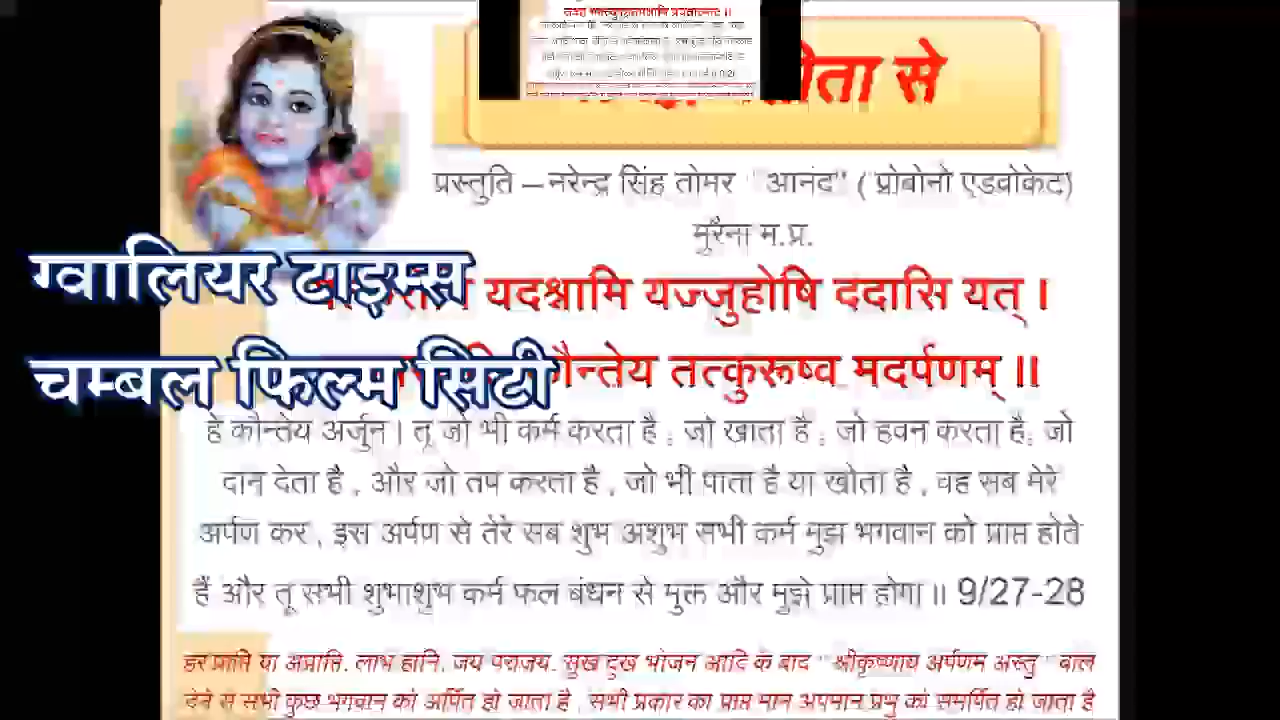 गीता से
प्रस्तुति – नरेन्द्र सिंह तोमर "आनंद" ( प्रोबोनो एडवोकेट)
मुरैना म.प्र.
ग्वालियर टाइम्स
यदश्नामि यज्जुहोषि ददासि यत् ।
चम्बल फिल्म सिटी
कौन्तेय तत्कुरूष्व मदर्पणम् ॥
हे कौन्तेय अर्जुन । तू जो भी कर्म करता है , जो खाता है , जो हवन करता है, जो
दान देता है , और जो तप करता है , जो भी पाता है या खोता है , वह सब मेरे
अर्पण कर , इस अर्पण से तेरे सब शुभ अशुभ सभी कर्म मुझ भगवान को प्राप्त होते
हैं और तू सभी शुभाशुभ कर्म फल बंधन से मुक्त और मुझे प्राप्त होगा ॥ 9/27-28
हर प्राप्ति या अप्राप्ति, लाभ हानि, जय पराजय, सुख दुख भोजन आदि के बाद " श्रीकृष्णाय अर्पणम अस्तु " बोल
देने से सभी कुछ भगवान को अर्पित हो जाता है , सभी प्रकार का प्राप्त मान अपमान प्रभु को समर्पित हो जाता है